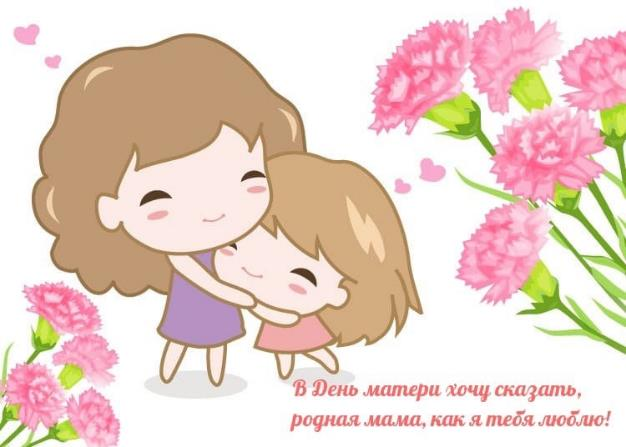 В День матери хочу сказать,
родная мама, как я тебя люблю!